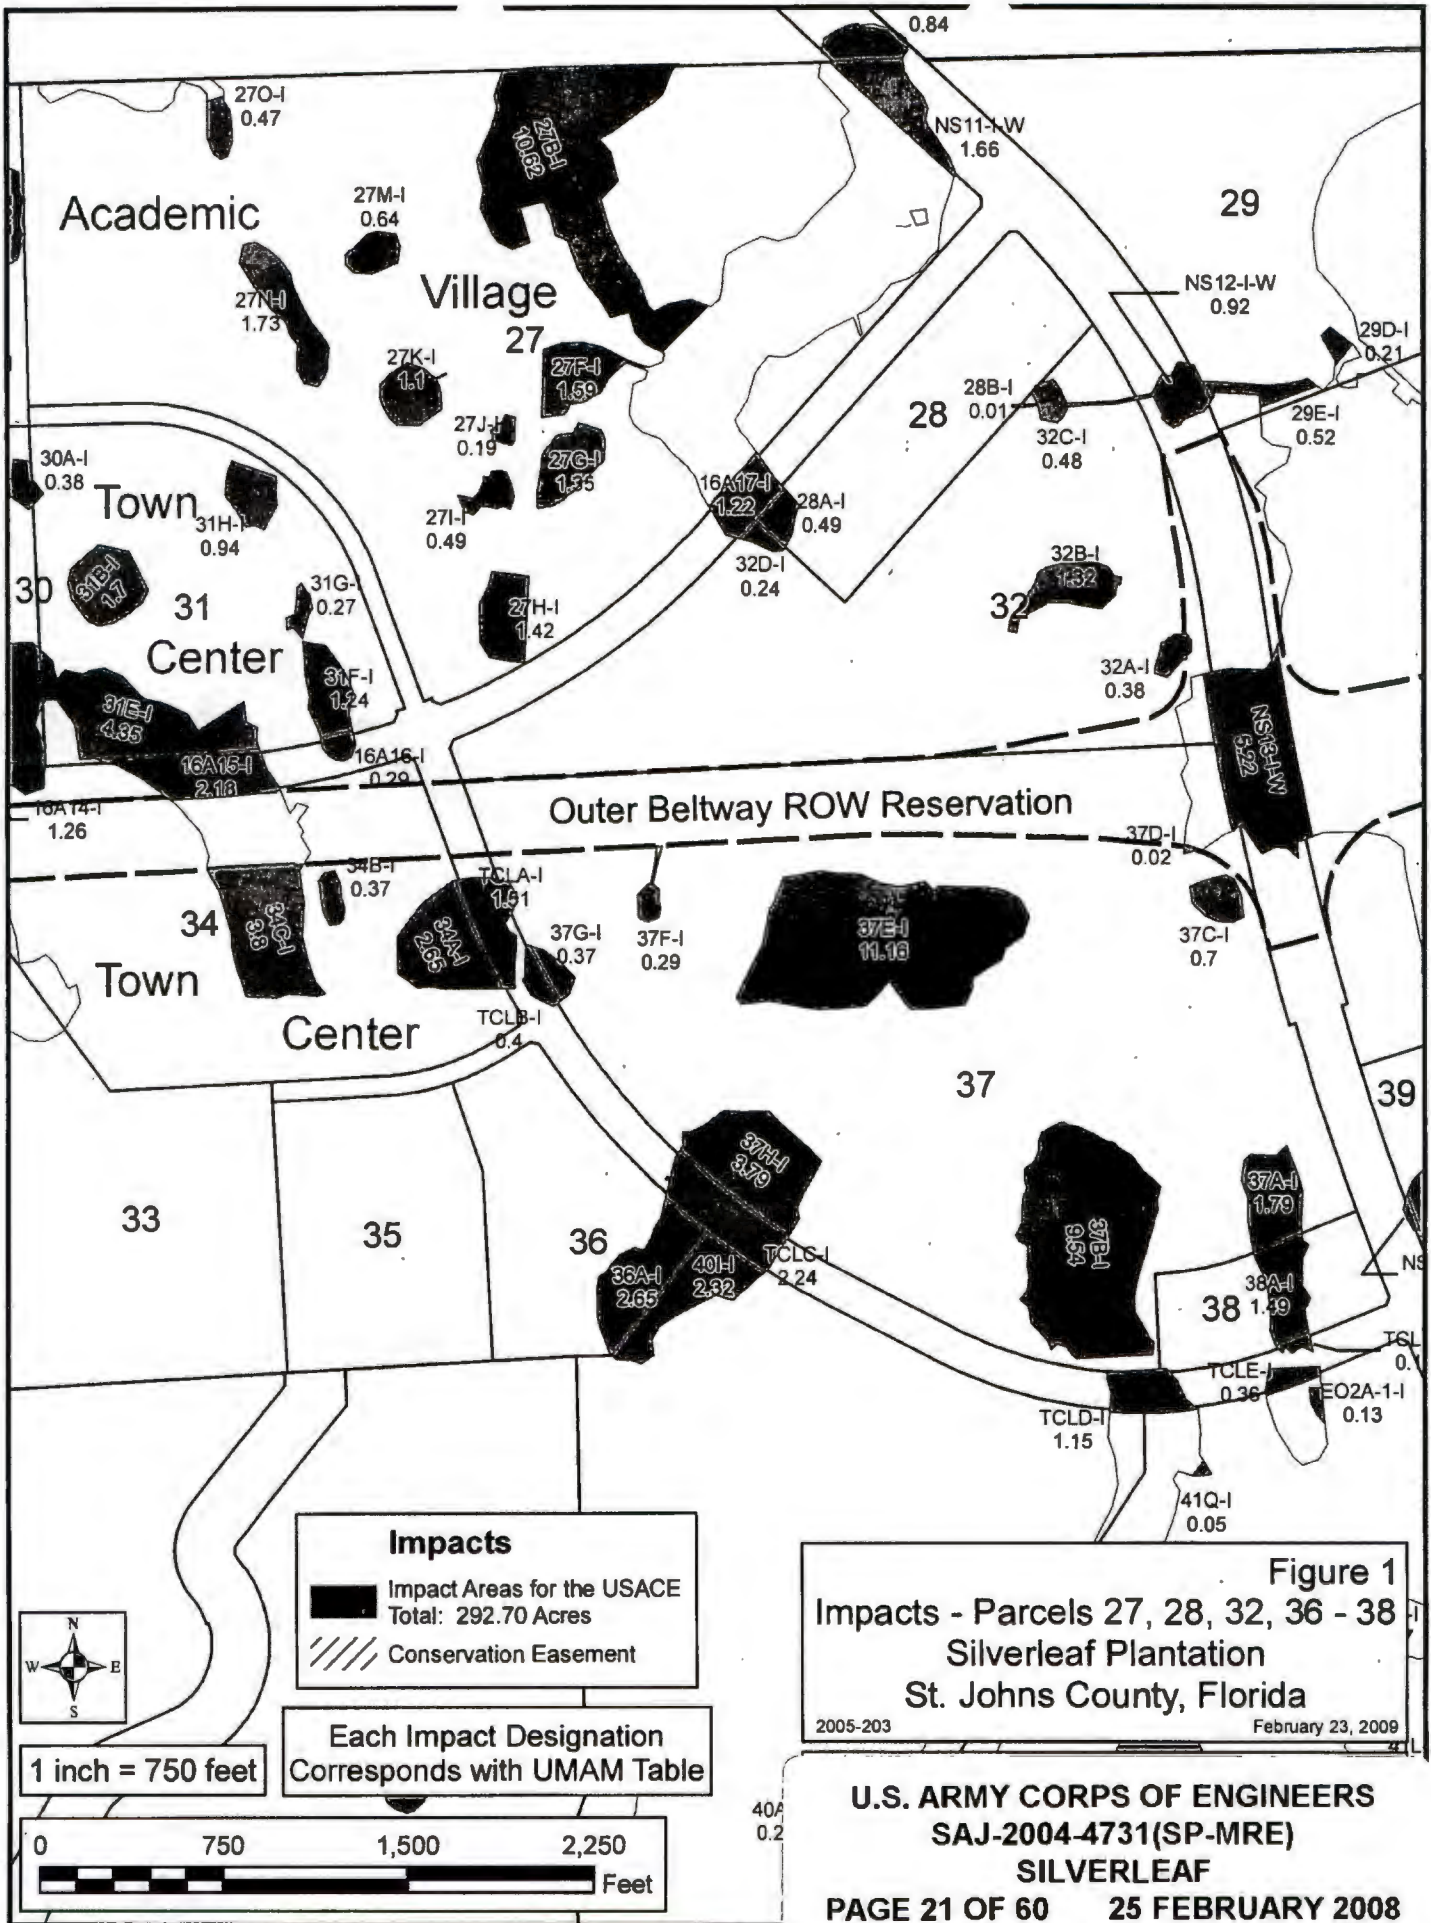 0.84
27O-I
0.47
NS11-I-W
1.66
27B-I
10.62
27M-I
0.64
Academic
29
Village
27N-I
1.73
NS12-I-W
0.92
27
29D-I
0.21
27K-I
1.1
27F-I
1.59
28B-I
0.01
28
29E-I
0.52
27J-I
0.19
32C-I
0.48
30A-I
0.38
27G-I
1.35
Town
16A17-I
1.22
28A-I
0.49
31H-I
0.94
27I-I
0.49
32D-I
0.24
32B-I
1.32
31B-I
1.7
30
31G-
0.27
31
27H-I
1.42
32
Center
31F-I
1.24
32A-I
0.38
31E-I
4.35
NS13-I-W
5.22
16A15-I
2.18
16A16-I
0.29
16A14-I
1.26
Outer Beltway ROW Reservation
37D-I
0.02
34B-I
0.37
TCLA-I
1.51
34
34C-I
3.8
34A-I
2.65
37G-I
0.37
37F-I
0.29
37E-I
11.16
37C-I
0.7
Town
TCLB-I
0.4
Center
37
39
37H-I
3.79
37A-I
1.79
33
35
36
37B-I
9.54
TCLC-I
2.24
36A-I
2.65
40I-I
2.32
NS
38
38A-I
1.49
TCL
0.1
TCLE-I
0.36
EO2A-1-I
0.13
TCLD-I
1.15
41Q-I
0.05
Impacts
Impact Areas for the USACE
Total: 292.70 Acres
Conservation Easement
Figure 1
Impacts - Parcels 27, 28, 32, 36 - 38
Silverleaf Plantation
St. Johns County, Florida
2005-203
February 23, 2009
N
W E
S
Each Impact Designation
Corresponds with UMAM Table
1 inch = 750 feet
40A
0.2
0 750 1,500 2,250
Feet
U.S. ARMY CORPS OF ENGINEERS
SAJ-2004-4731(SP-MRE)
SILVERLEAF
PAGE 21 OF 60 25 FEBRUARY 2008